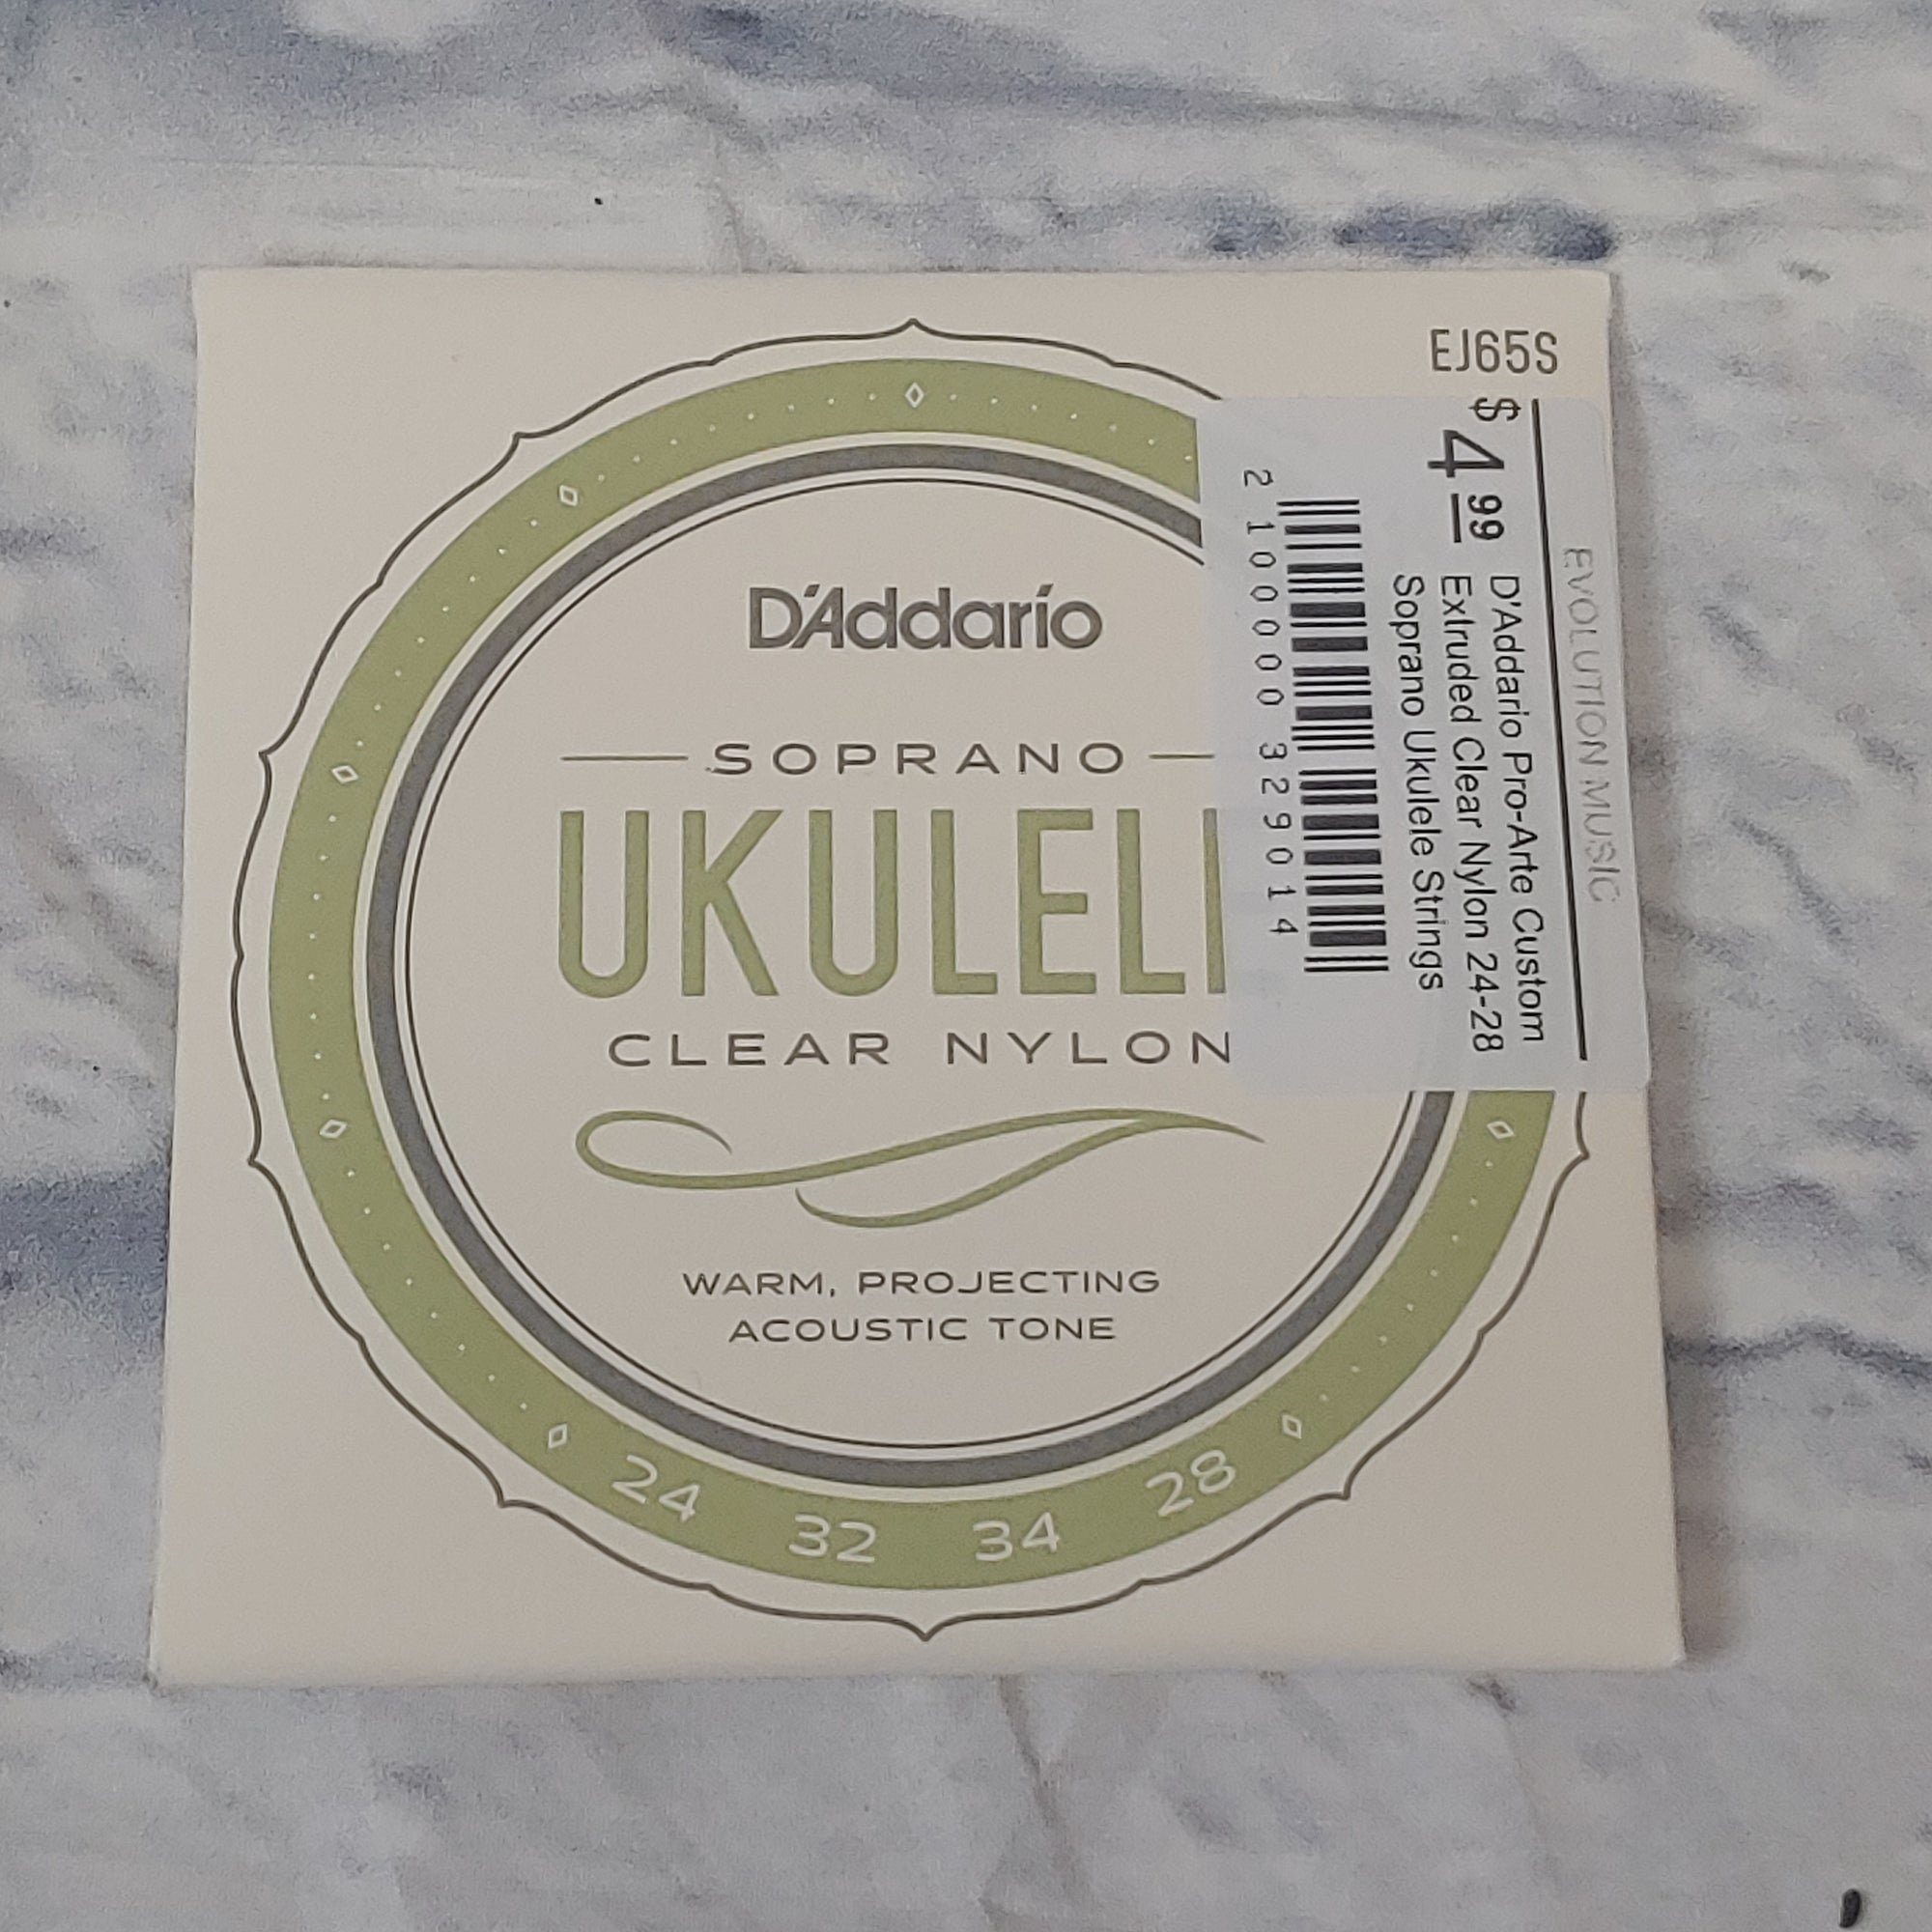 EJ65S
D'Addario
SOPRANO
UKULEL
CLEAR NYLON
WARM, PROJECTING
ACOUSTIC TONE
24 32 34 28
EVOLUTION MUSIC
$4.99
D'Addario Pro-Arte Custom
Extruded Clear Nylon 24-28
Soprano Ukulele Strings
2 100000 329014